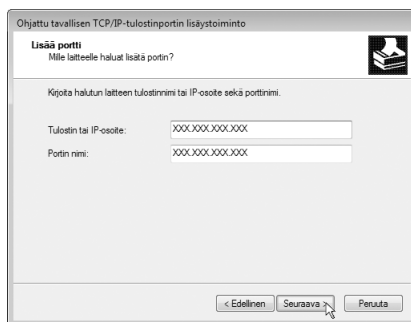 Ohjattu tavallisen TCP/IP-tulostinportin lisäystoiminto
Lisää portti
Mille laitteelle haluat lisätä portin?
Kirjoita halutun laitteen tulostinnimi tai IP-osoite sekä porttinimi.
Tulostin tai IP-osoite: XXX.XXX.XXX.XXX
Portin nimi: XXX.XXX.XXX.XXX
< Edellinen Seuraava > Peruuta